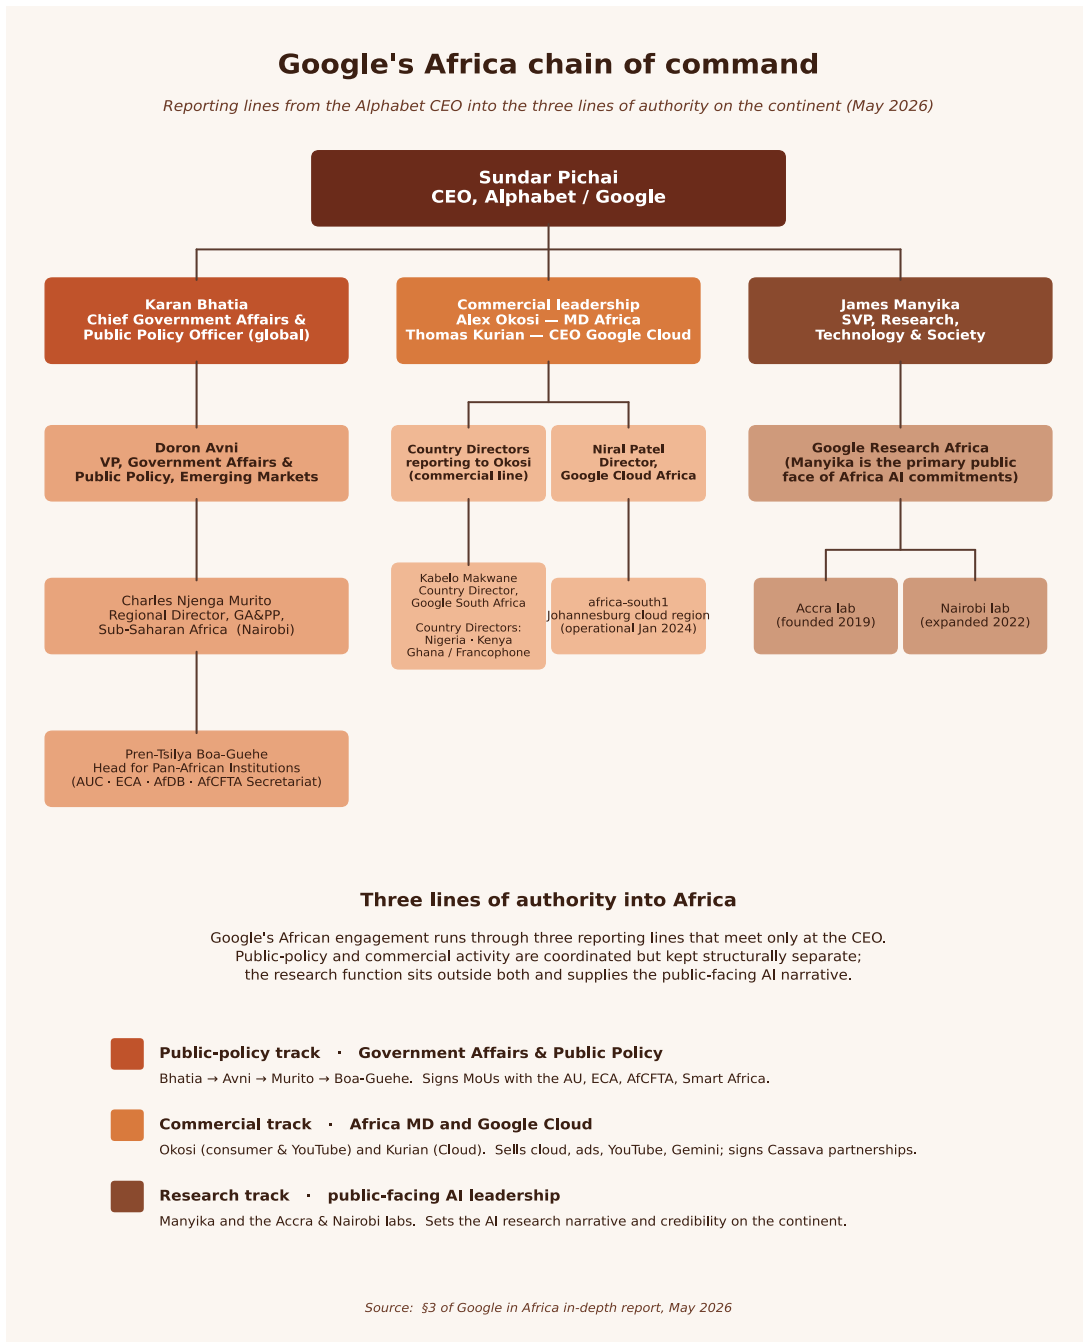 Google's Africa chain of command
Reporting lines from the Alphabet CEO into the three lines of authority on the continent (May 2026)
Sundar Pichai
CEO, Alphabet / Google
Karan Bhatia
Chief Government Affairs &
Public Policy Officer (global)
Commercial leadership
Alex Okosi — MD Africa
Thomas Kurian — CEO Google Cloud
James Manyika
SVP, Research,
Technology & Society
Doron Avni
VP, Government Affairs &
Public Policy, Emerging Markets
Country Directors
reporting to Okosi
(commercial line)
Niral Patel
Director,
Google Cloud Africa
Google Research Africa
(Manyika is the primary public
face of Africa AI commitments)
Charles Njenga Murito
Regional Director, GA&PP,
Sub-Saharan Africa (Nairobi)
Kabelo Makwane
Country Director,
Google South Africa
Country Directors:
Nigeria · Kenya
Ghana / Francophone
africa-south1
Johannesburg cloud region
(operational Jan 2024)
Accra lab
(founded 2019)
Nairobi lab
(expanded 2022)
Pren-Tsilya Boa-Guehe
Head for Pan-African Institutions
(AUC · ECA · AfDB · AfCFTA Secretariat)
Three lines of authority into Africa
Google's African engagement runs through three reporting lines that meet only at the CEO.
Public-policy and commercial activity are coordinated but kept structurally separate;
the research function sits outside both and supplies the public-facing AI narrative.
Public-policy track · Government Affairs & Public Policy
Bhatia → Avni → Murito → Boa-Guehe. Signs MoUs with the AU, ECA, AfCFTA, Smart Africa.
Commercial track · Africa MD and Google Cloud
Okosi (consumer & YouTube) and Kurian (Cloud). Sells cloud, ads, YouTube, Gemini; signs Cassava partnerships.
Research track · public-facing AI leadership
Manyika and the Accra & Nairobi labs. Sets the AI research narrative and credibility on the continent.
Source: §3 of Google in Africa in-depth report, May 2026